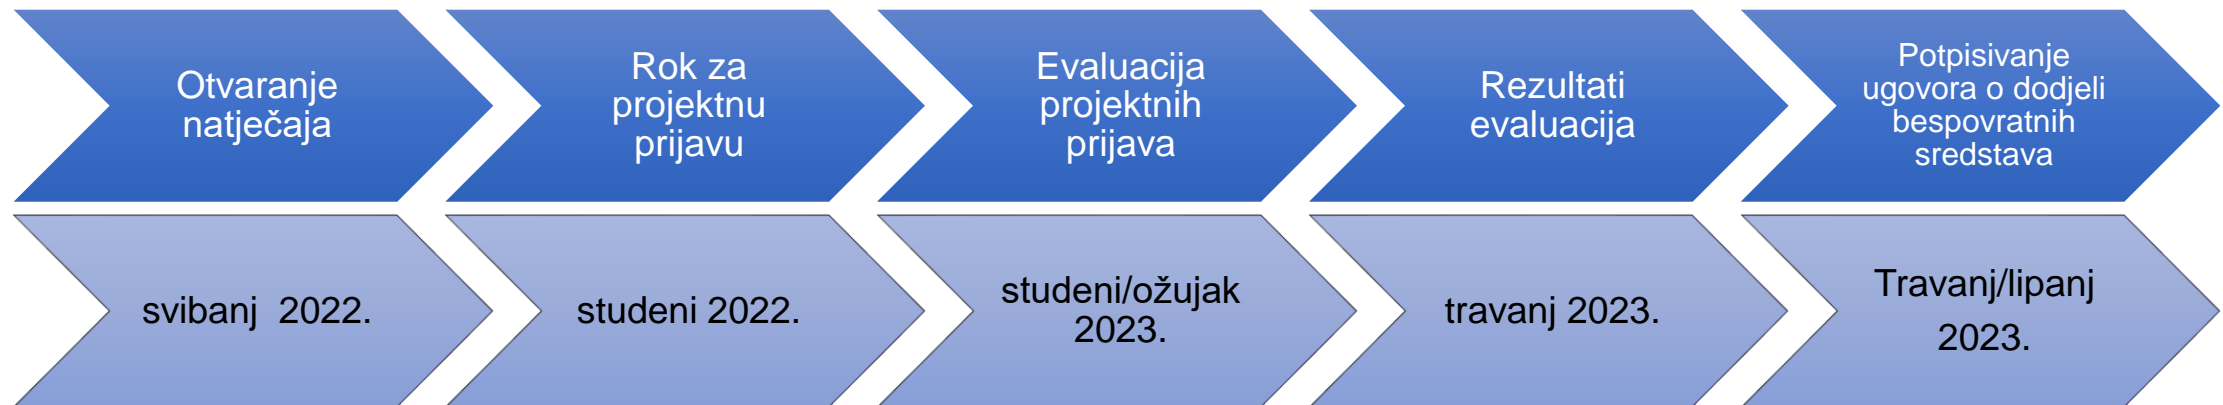 Otvaranje
natječaja
Rok za
projektnu
prijavu
Evaluacija
projektnih
prijava
Rezultati
evaluacija
Potpisivanje
ugovora o dodjeli
bespovratnih
sredstava
svibanj  2022.
studeni 2022.
studeni/ožujak
2023.
travanj 2023.
Travanj/lipanj
2023.